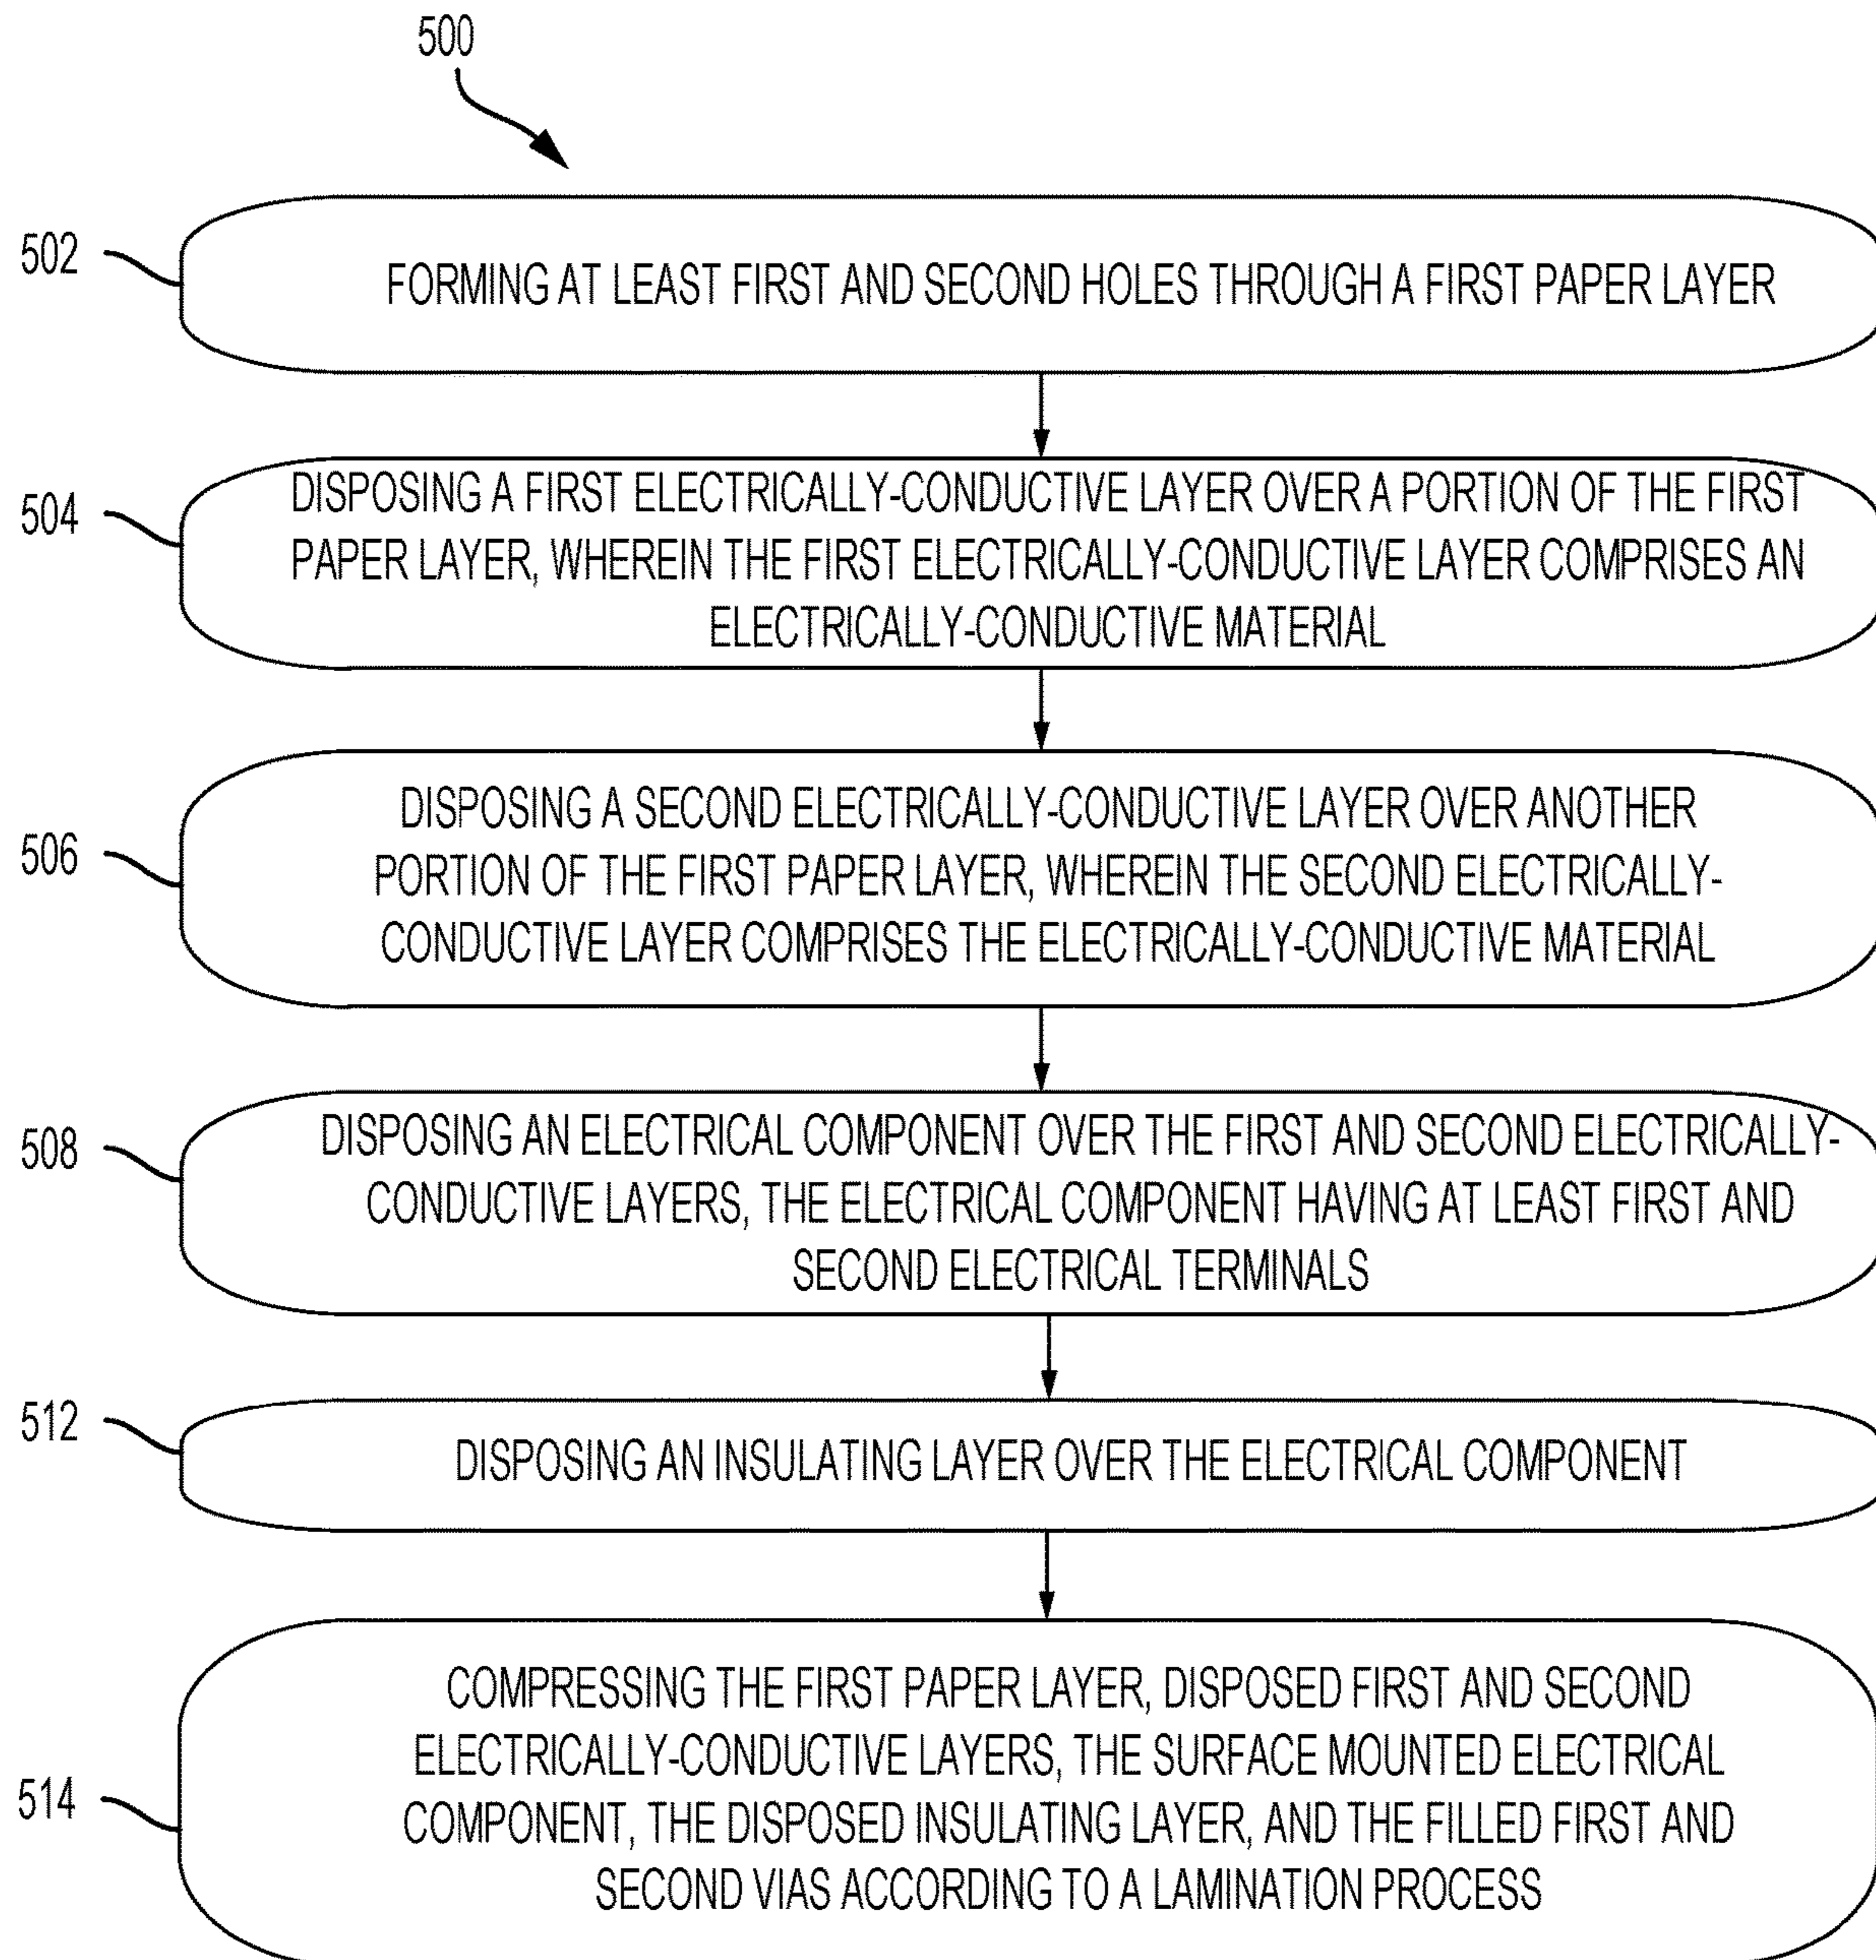 500
502
FORMING AT LEAST FIRST AND SECOND HOLES THROUGH A FIRST PAPER LAYER
504
DISPOSING A FIRST ELECTRICALLY-CONDUCTIVE LAYER OVER A PORTION OF THE FIRST
PAPER LAYER, WHEREIN THE FIRST ELECTRICALLY-CONDUCTIVE LAYER COMPRISES AN
ELECTRICALLY-CONDUCTIVE MATERIAL
506
DISPOSING A SECOND ELECTRICALLY-CONDUCTIVE LAYER OVER ANOTHER
PORTION OF THE FIRST PAPER LAYER, WHEREIN THE SECOND ELECTRICALLY-
CONDUCTIVE LAYER COMPRISES THE ELECTRICALLY-CONDUCTIVE MATERIAL
508
DISPOSING AN ELECTRICAL COMPONENT OVER THE FIRST AND SECOND ELECTRICALLY-
CONDUCTIVE LAYERS, THE ELECTRICAL COMPONENT HAVING AT LEAST FIRST AND
SECOND ELECTRICAL TERMINALS
512
DISPOSING AN INSULATING LAYER OVER THE ELECTRICAL COMPONENT
514
COMPRESSING THE FIRST PAPER LAYER, DISPOSED FIRST AND SECOND
ELECTRICALLY-CONDUCTIVE LAYERS, THE SURFACE MOUNTED ELECTRICAL
COMPONENT, THE DISPOSED INSULATING LAYER, AND THE FILLED FIRST AND
SECOND VIAS ACCORDING TO A LAMINATION PROCESS